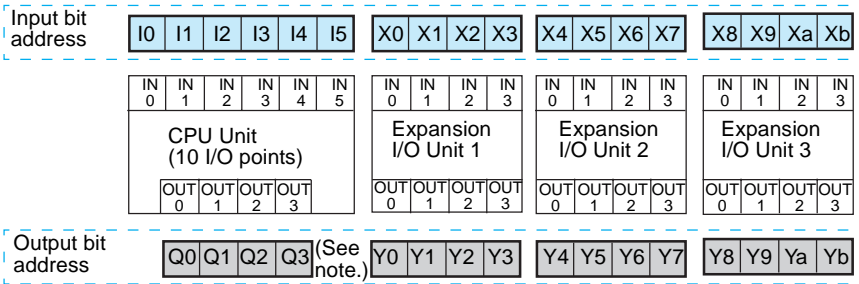 Input bit address
I0 I1 I2 I3 I4 I5 X0 X1 X2 X3 X4 X5 X6 X7 X8 X9 Xa Xb
IN 0 IN 1 IN 2 IN 3 IN 4 IN 5 IN 0 IN 1 IN 2 IN 3 IN 0 IN 1 IN 2 IN 3 IN 0 IN 1 IN 2 IN 3
CPU Unit
(10 I/O points)
Expansion
I/O Unit 1
Expansion
I/O Unit 2
Expansion
I/O Unit 3
OUT 0 OUT 1 OUT 2 OUT 3 OUT 0 OUT 1 OUT 2 OUT 3 OUT 0 OUT 1 OUT 2 OUT 3 OUT 0 OUT 1 OUT 2 OUT 3
Output bit address
Q0 Q1 Q2 Q3 (See note.) Y0 Y1 Y2 Y3 Y4 Y5 Y6 Y7 Y8 Y9 Ya Yb